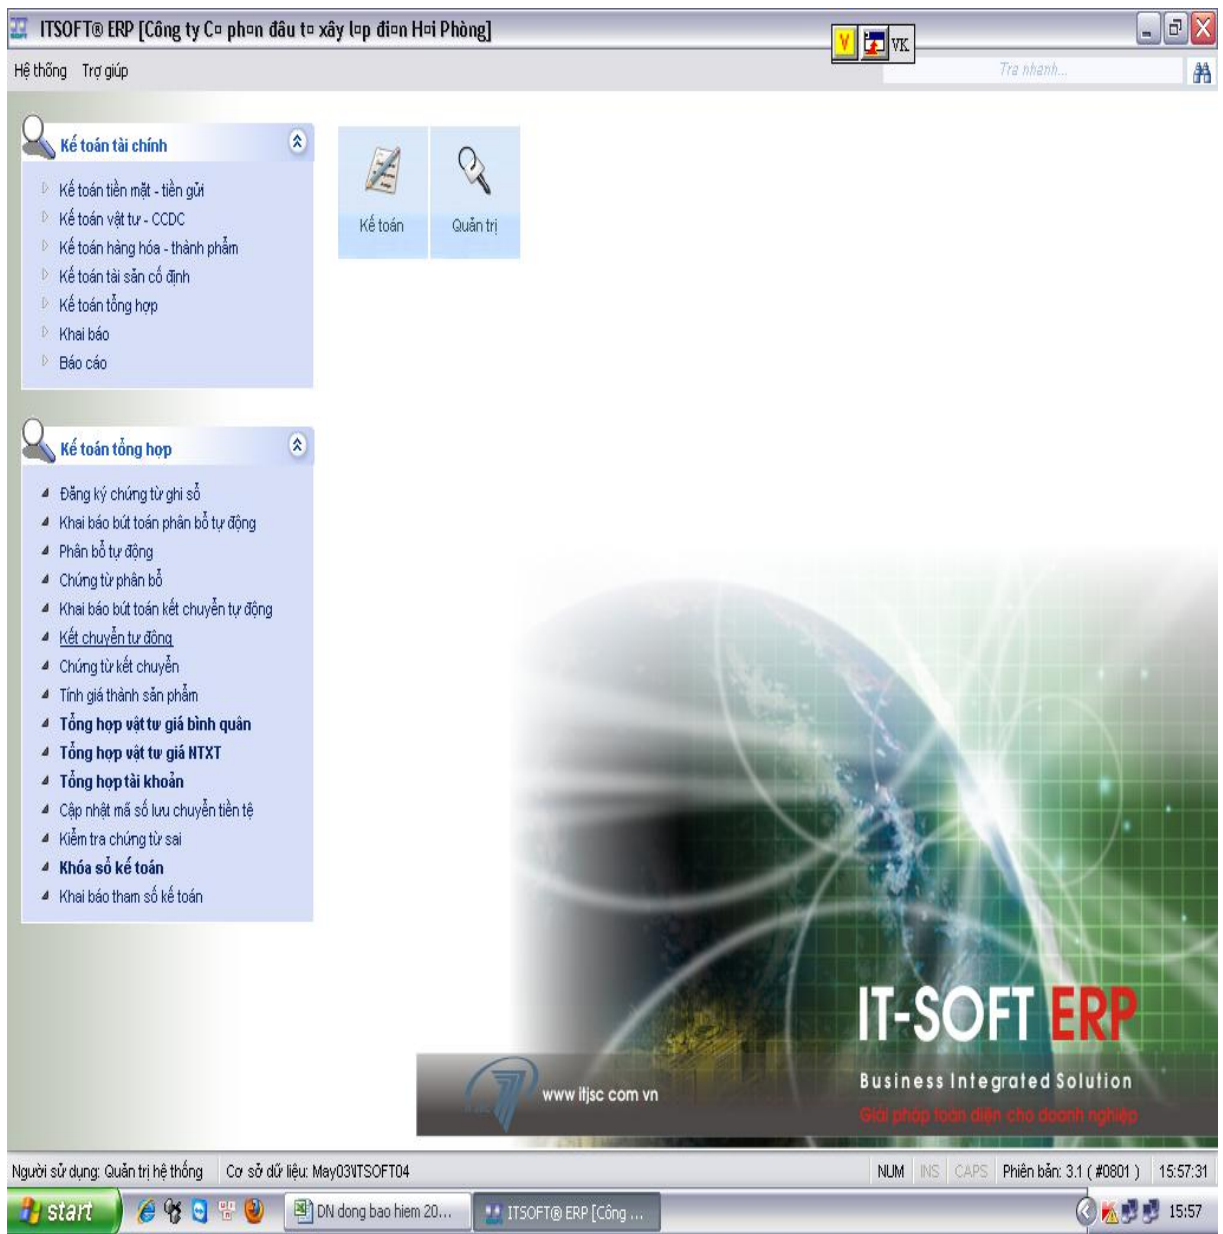 ITSOFT® ERP [Công ty C¤ ph¤n đâu t¤ xây l¤p đi¤n H¤i Phòng]
V VK
Hệ thống Trợ giúp
Tra nhanh...
Kế toán tài chính
Kế toán tiền mặt - tiền gửi
Kế toán vật tư - CCDC
Kế toán hàng hóa - thành phẩm
Kế toán tài sản cố định
Kế toán tổng hợp
Khai báo
Báo cáo
Kế toán Quản trị
Kế toán tổng hợp
Đăng ký chứng từ ghi sổ
Khai báo bút toán phân bổ tự động
Phân bổ tự động
Chứng từ phân bổ
Khai báo bút toán kết chuyển tự động
Kết chuyển tự động
Chứng từ kết chuyển
Tính giá thành sản phẩm
Tổng hợp vật tư giá bình quân
Tổng hợp vật tư giá NTXT
Tổng hợp tài khoản
Cập nhật mã số lưu chuyển tiền tệ
Kiểm tra chứng từ sai
Khóa sổ kế toán
Khai báo tham số kế toán
IT-SOFT ERP
Business Integrated Solution
Giải pháp toàn diện cho doanh nghiệp
www itjsc com vn
Người sử dụng: Quản trị hệ thống Cơ sở dữ liệu: May03\ITSOFT04 NUM INS CAPS Phiên bản: 3.1 ( #0801 ) 15:57:31
start DN dong bao hiem 20... ITSOFT® ERP [Công ... 15:57